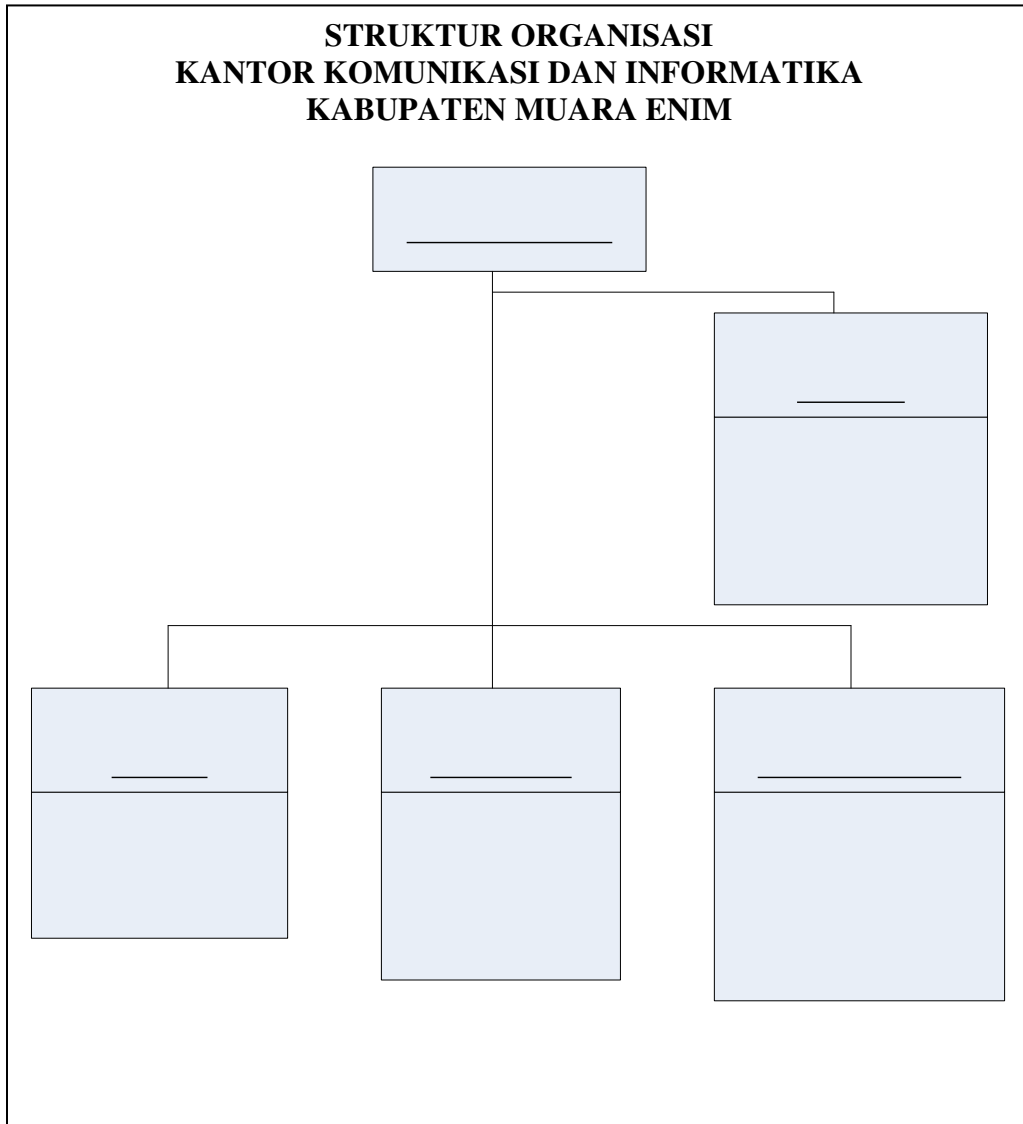 STRUKTUR ORGANISASI
KANTOR KOMUNIKASI DAN INFORMATIKA
KABUPATEN MUARA ENIM